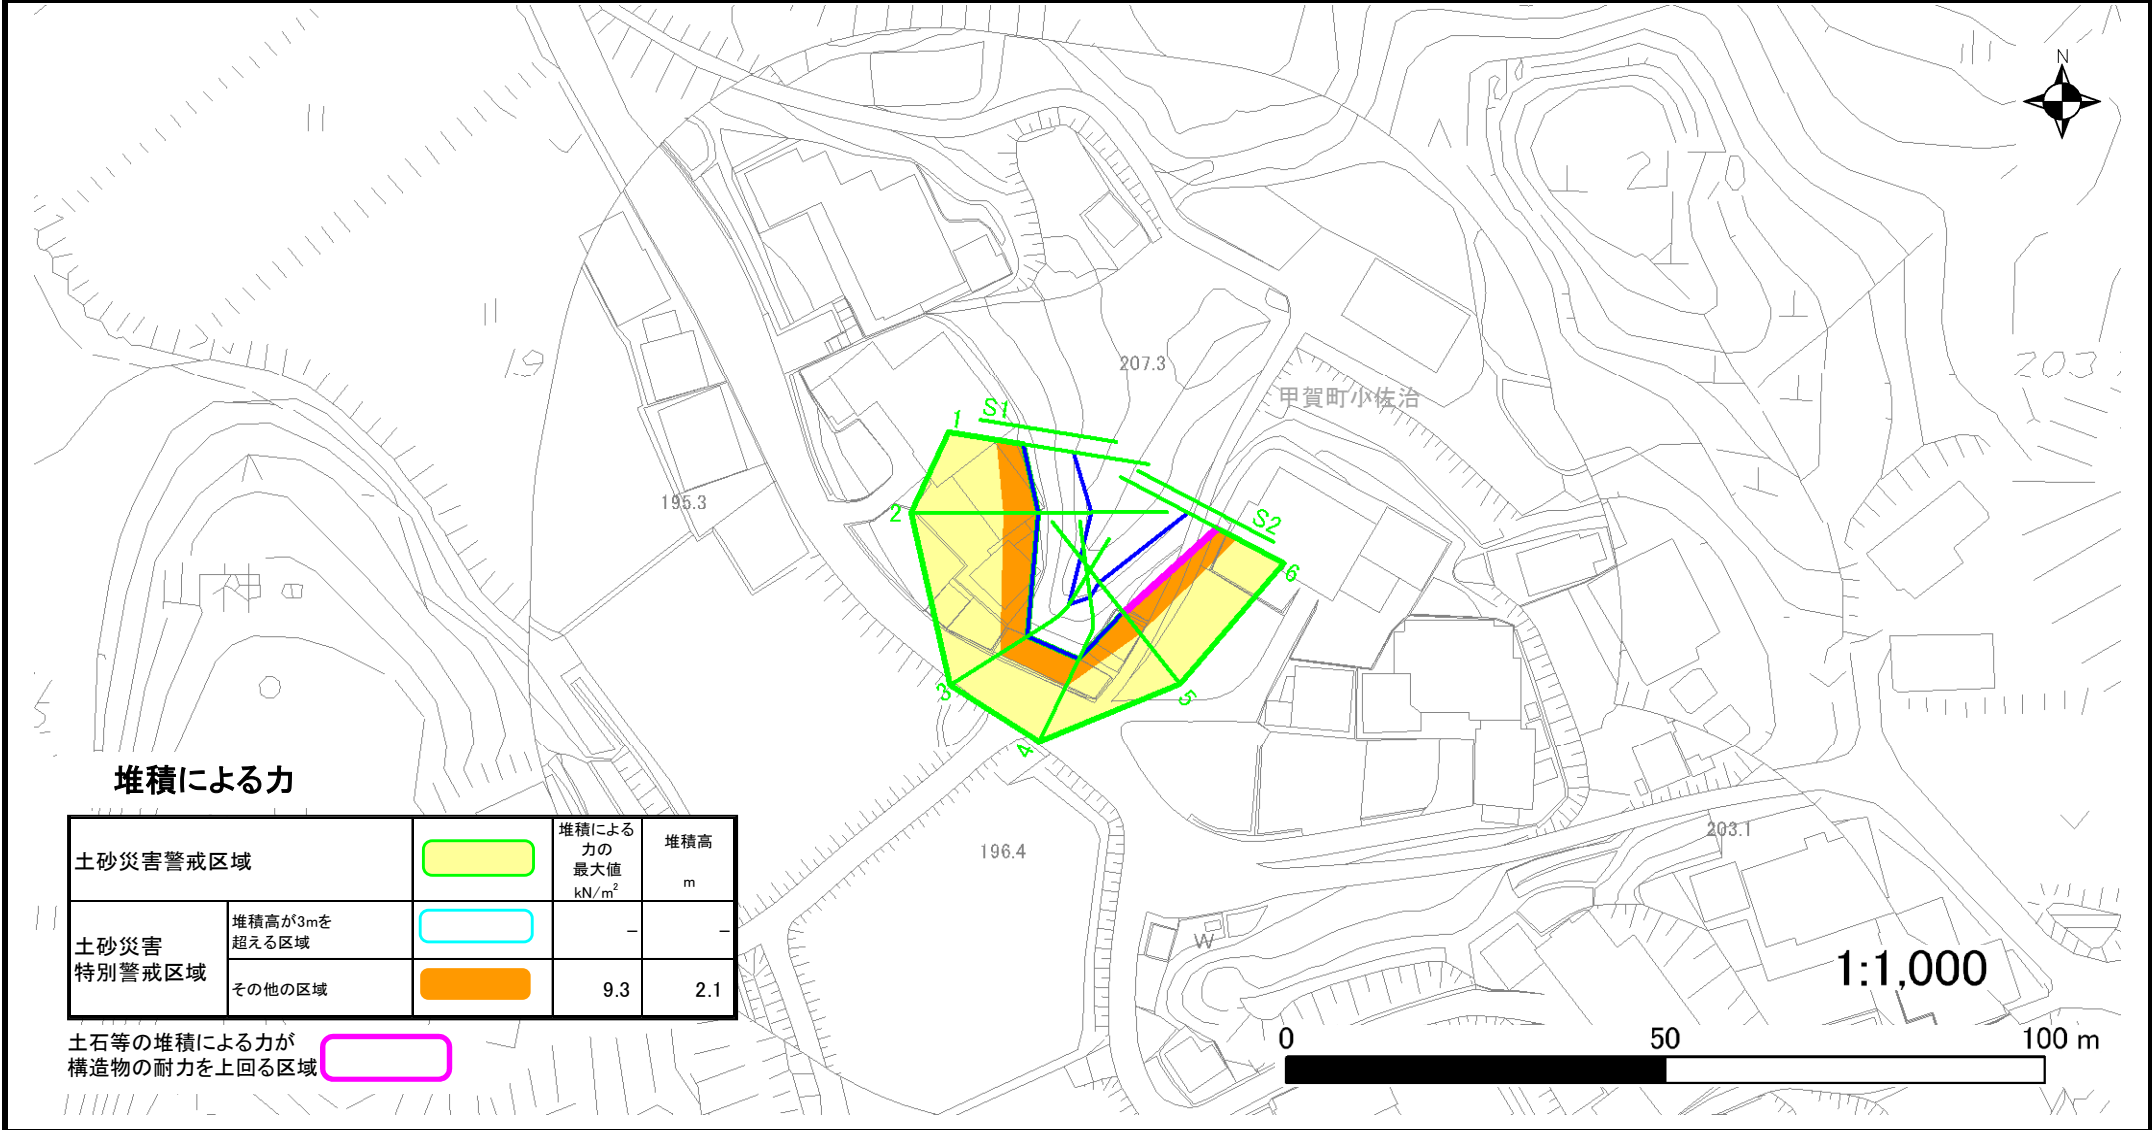 N
207.3
甲賀町小佐治
203
1
S1
195.3
2
S2
6
3
5
4
堆積による力
土砂災害警戒区域
堆積による
力の
最大値
kN/m²
堆積高
m
土砂災害
特別警戒区域
堆積高が3mを
超える区域
−
−
その他の区域
9.3
2.1
土石等の堆積による力が
構造物の耐力を上回る区域
196.4
203.1
W
1:1,000
0
50
100 m